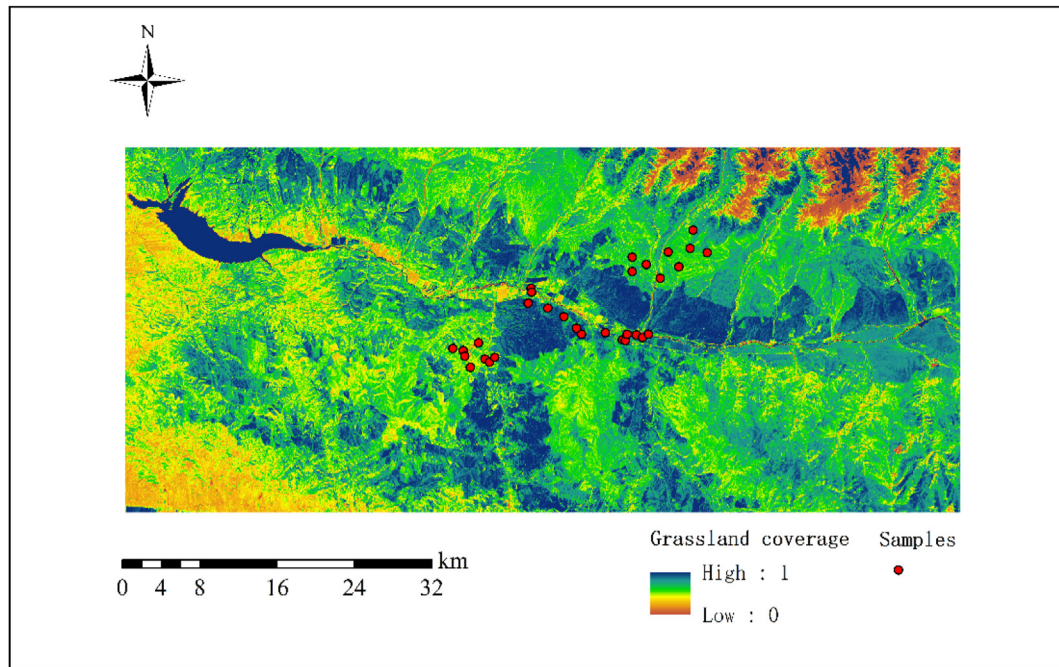 N
Grassland coverage
Samples
High : 1
Low : 0
km
0 4 8 16 24 32